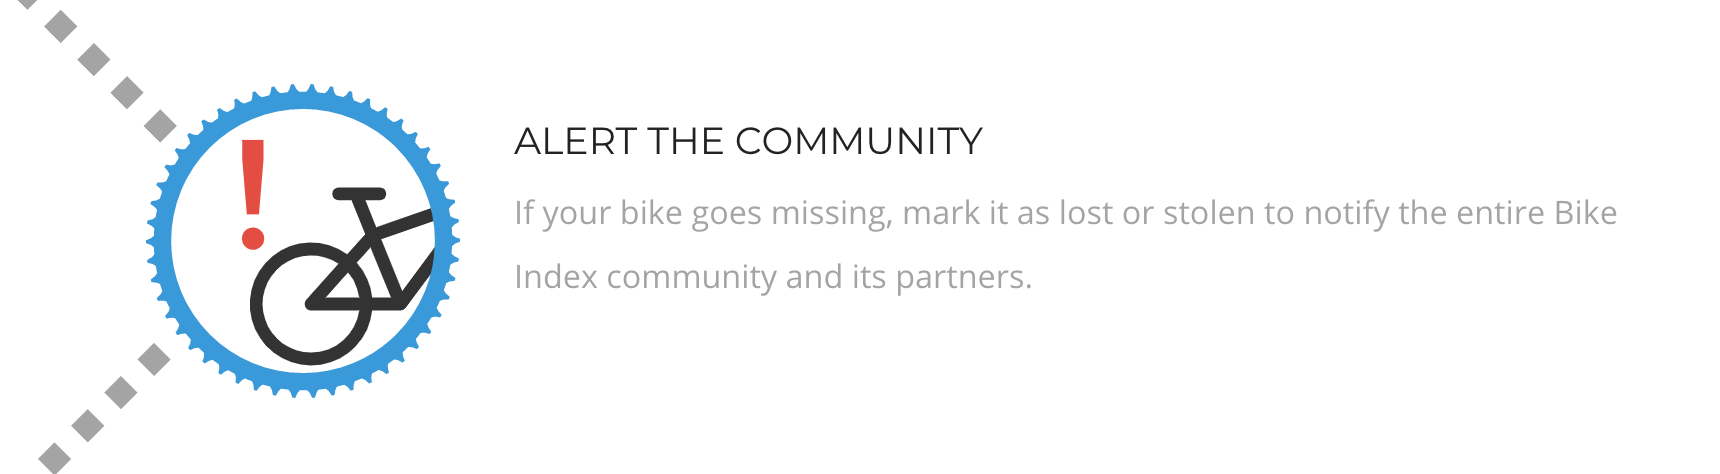 ALERT THE COMMUNITY
If your bike goes missing, mark it as lost or stolen to notify the entire Bike
Index community and its partners.